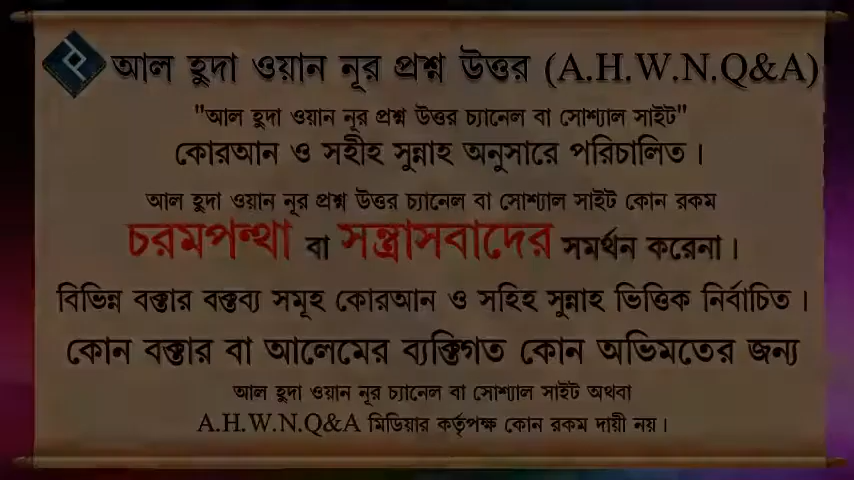 আল হুদা ওয়ান নূর প্রশ্ন উত্তর (A.H.W.N.Q&A)
"আল হুদা ওয়ান নূর প্রশ্ন উত্তর চ্যানেল বা সোশ্যাল সাইট"
কোরআন ও সহীহ সুন্নাহ অনুসারে পরিচালিত।
আল হুদা ওয়ান নূর প্রশ্ন উত্তর চ্যানেল বা সোশ্যাল সাইট কোন রকম
চরমপন্থা বা সন্ত্রাসবাদের সমর্থন করেনা।
বিভিন্ন বক্তার বক্তব্য সমূহ কোরআন ও সহিহ সুন্নাহ ভিত্তিক নির্বাচিত।
কোন বক্তার বা আলেমের ব্যক্তিগত কোন অভিমতের জন্য
আল হুদা ওয়ান নূর চ্যানেল বা সোশ্যাল সাইট অথবা
A.H.W.N.Q&A মিডিয়ার কর্তৃপক্ষ কোন রকম দায়ী নয়।